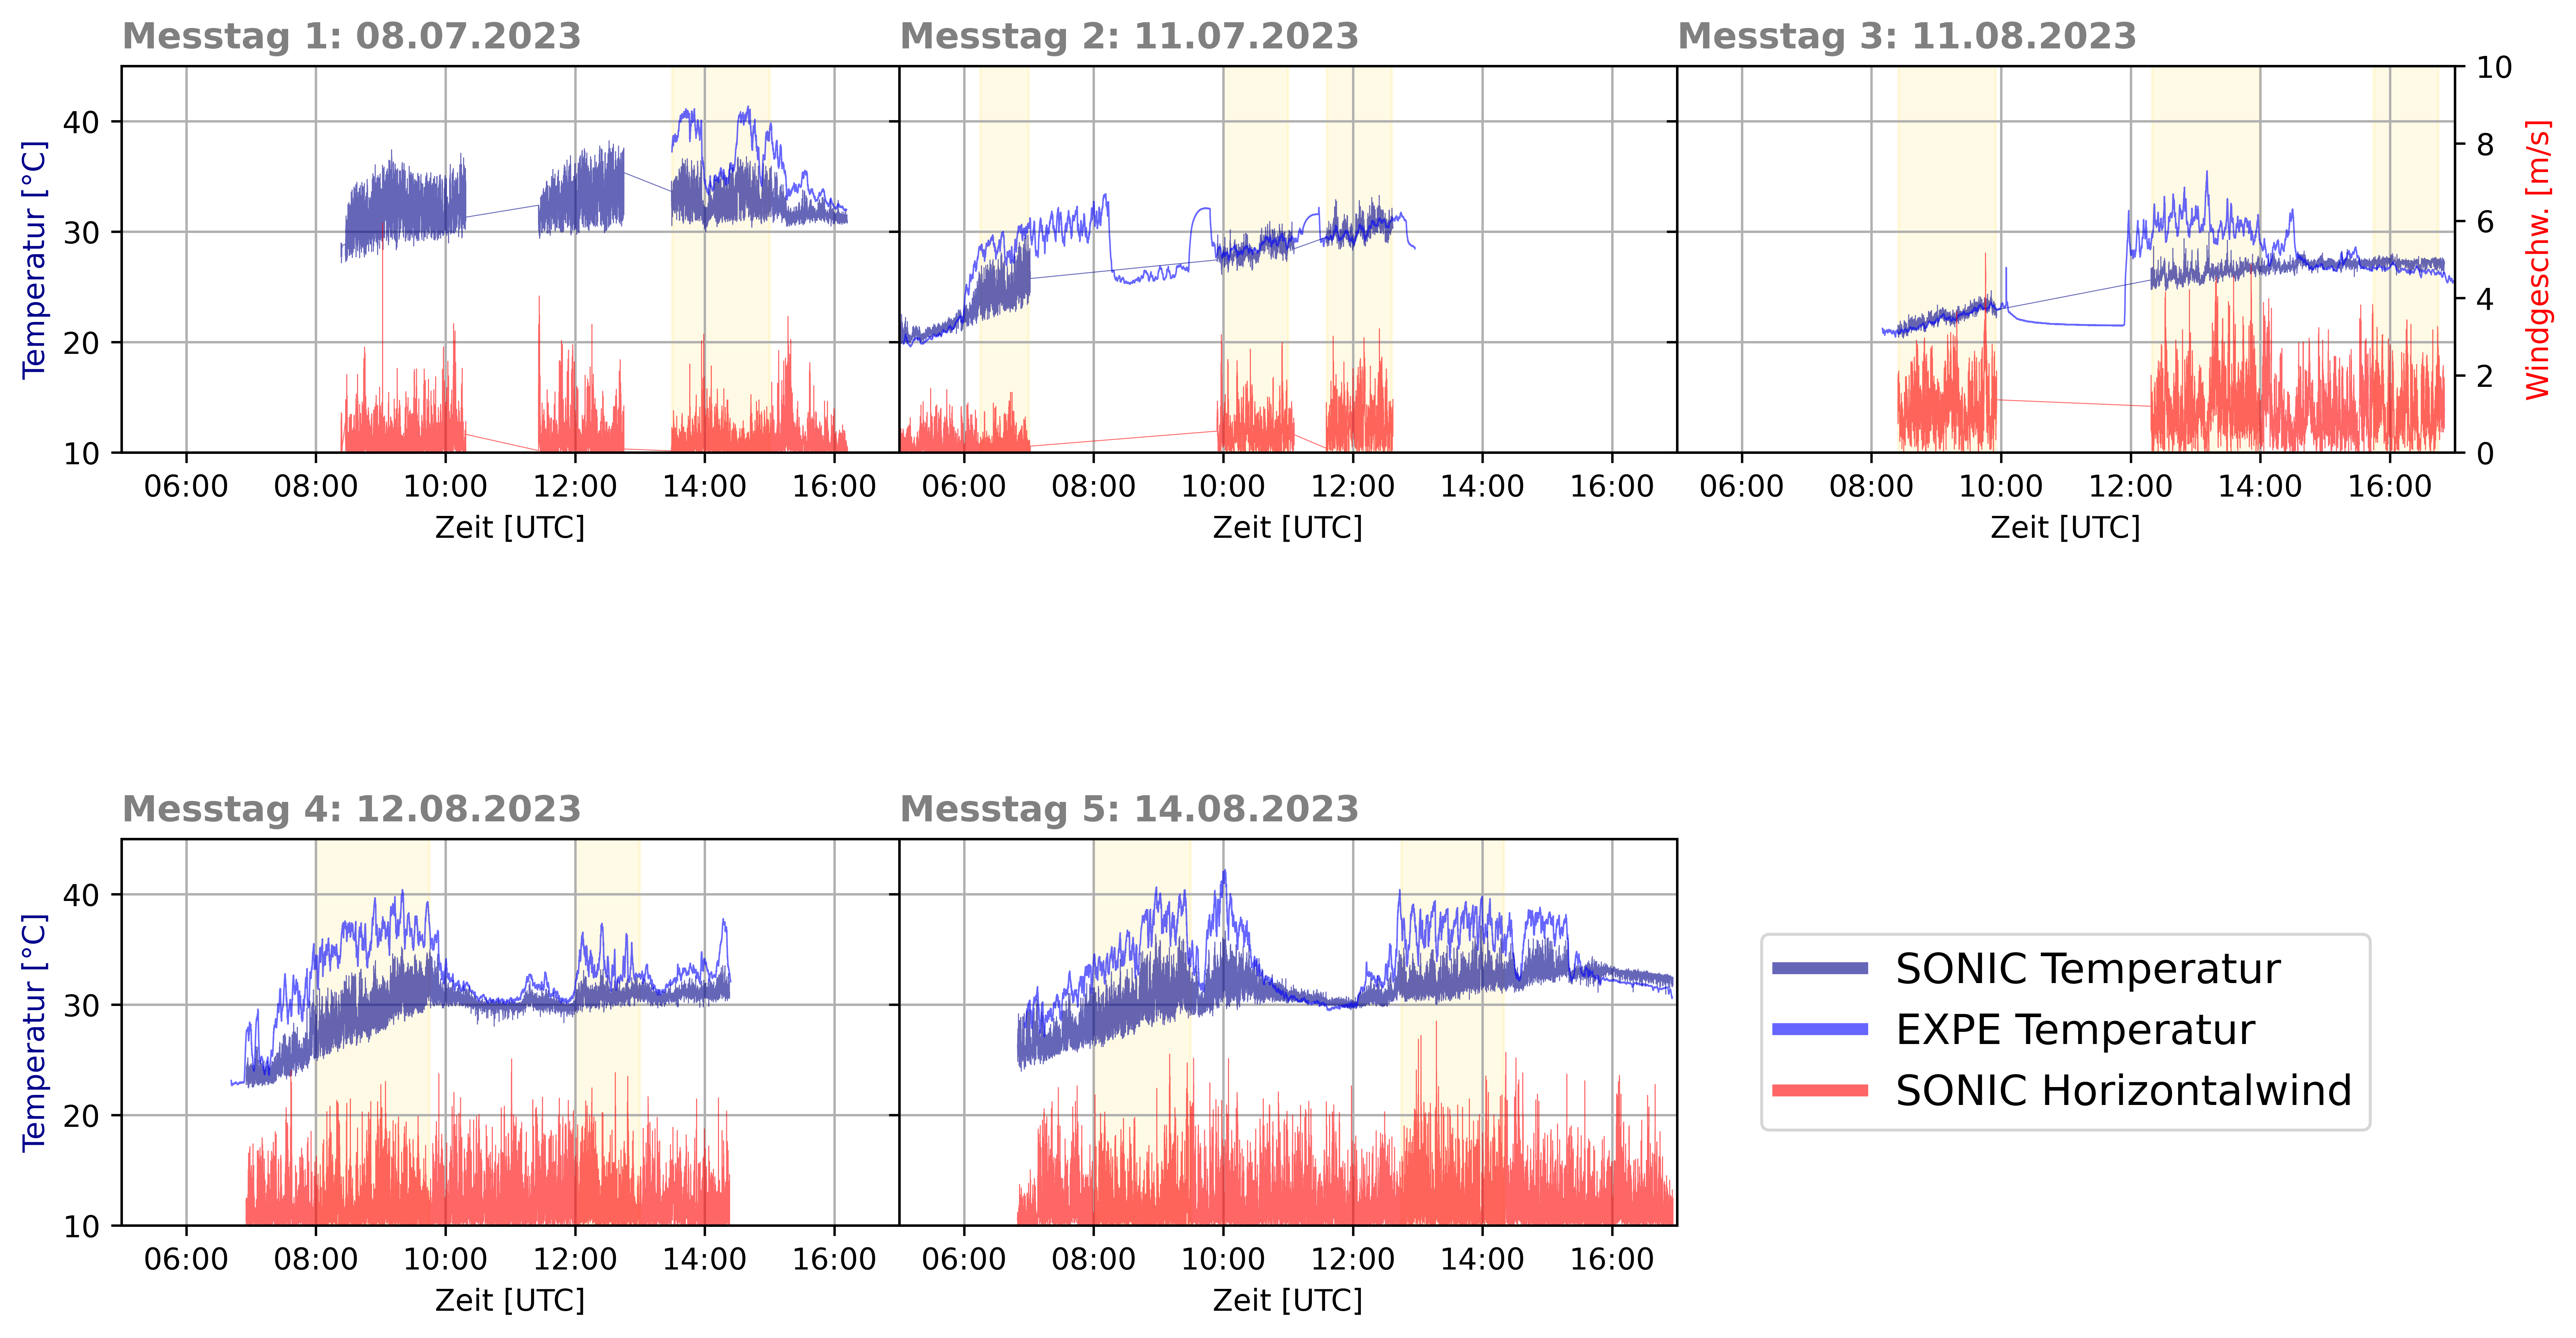 Messtag 1: 08.07.2023
Messtag 2: 11.07.2023
Messtag 3: 11.08.2023
Temperatur [°C]
40
30
20
10
10
8
6
4
2
0
Windgeschw. [m/s]
06:00 08:00 10:00 12:00 14:00 16:00
06:00 08:00 10:00 12:00 14:00 16:00
06:00 08:00 10:00 12:00 14:00 16:00
Zeit [UTC]
Zeit [UTC]
Zeit [UTC]
Messtag 4: 12.08.2023
Messtag 5: 14.08.2023
Temperatur [°C]
40
30
20
10
06:00 08:00 10:00 12:00 14:00 16:00
06:00 08:00 10:00 12:00 14:00 16:00
Zeit [UTC]
Zeit [UTC]
SONIC Temperatur
EXPE Temperatur
SONIC Horizontalwind